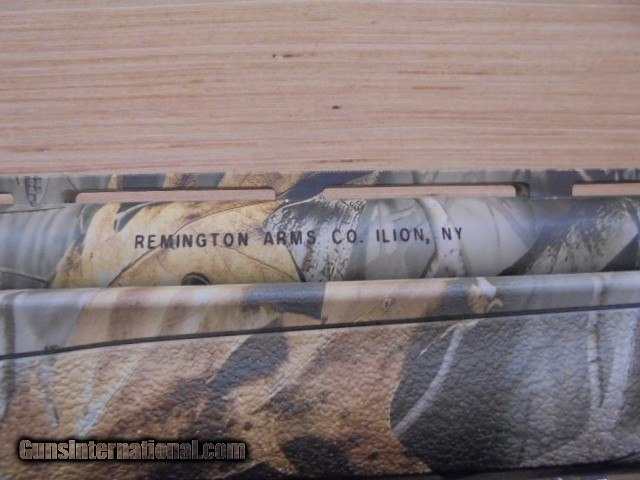 REMINGTON ARMS CO. ILION, NY
GunsInternational.com